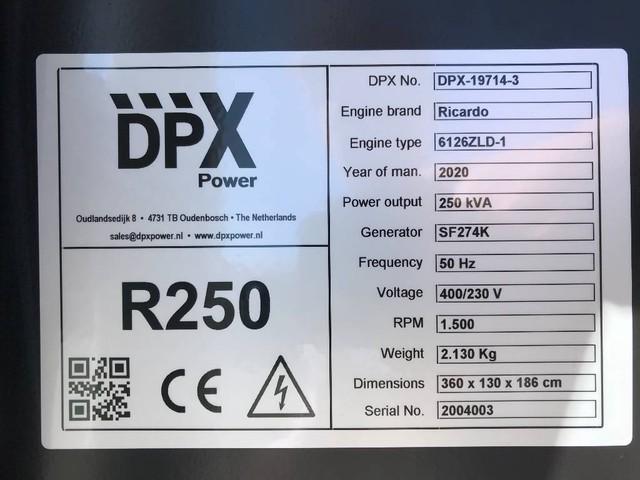 DPX
Power
Oudlandsedijk 8 • 4731 TB Oudenbosch • The Netherlands
sales@dpxpower.nl • www.dpxpower.nl
R250
CE
DPX No. DPX-19714-3
Engine brand Ricardo
Engine type 6126ZLD-1
Year of man. 2020
Power output 250 kVA
Generator SF274K
Frequency 50 Hz
Voltage 400/230 V
RPM 1.500
Weight 2.130 Kg
Dimensions 360 x 130 x 186 cm
Serial No. 2004003